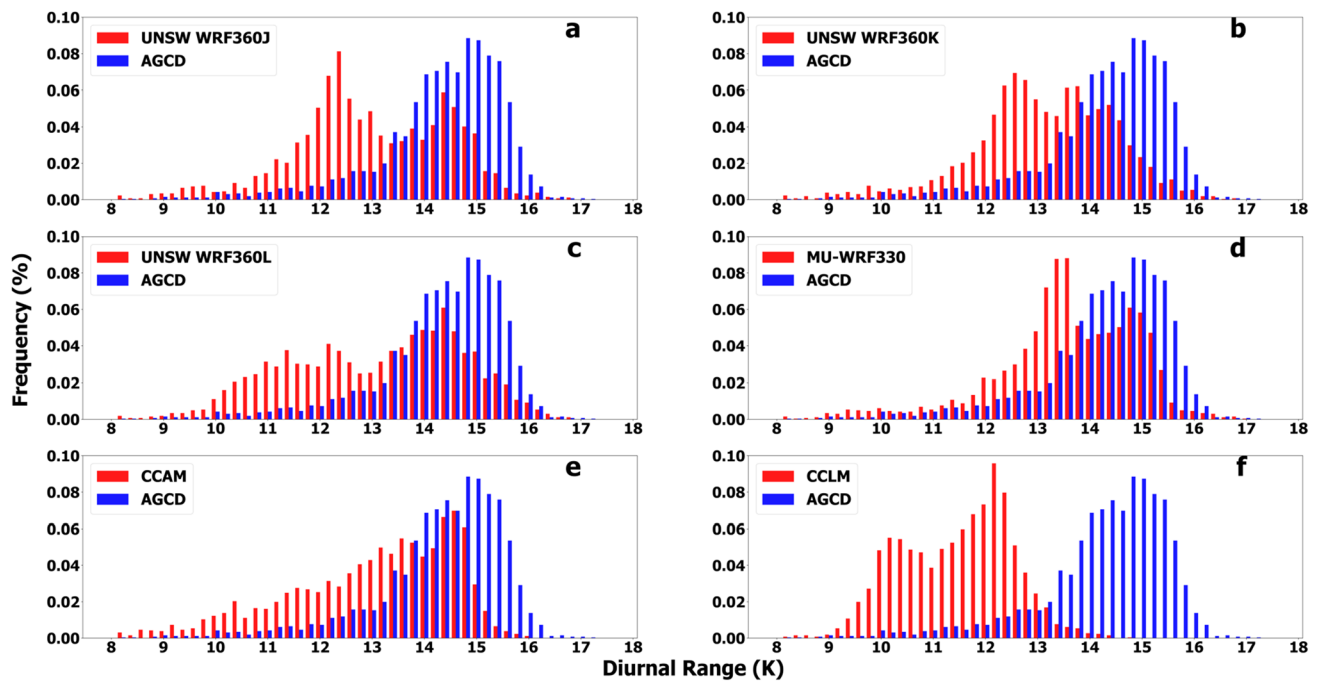 a
UNSW WRF360J
AGCD
0.10
0.08
0.06
0.04
0.02
0.00
8 9 10 11 12 13 14 15 16 17 18
b
UNSW WRF360K
AGCD
0.10
0.08
0.06
0.04
0.02
0.00
8 9 10 11 12 13 14 15 16 17 18
c
UNSW WRF360L
AGCD
0.10
0.08
0.06
0.04
0.02
0.00
8 9 10 11 12 13 14 15 16 17 18
d
MU-WRF330
AGCD
0.10
0.08
0.06
0.04
0.02
0.00
8 9 10 11 12 13 14 15 16 17 18
Frequency (%)
e
CCAM
AGCD
0.10
0.08
0.06
0.04
0.02
0.00
8 9 10 11 12 13 14 15 16 17 18
f
CCLM
AGCD
0.10
0.08
0.06
0.04
0.02
0.00
8 9 10 11 12 13 14 15 16 17 18
Diurnal Range (K)